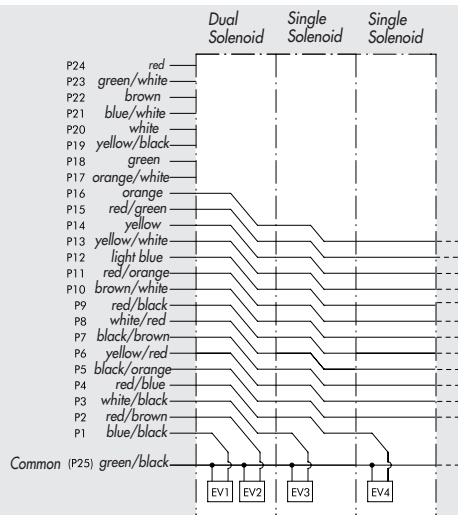 Dual Solenoid
Single Solenoid
Single Solenoid
P24 red
P23 green/white
P22 brown
P21 blue/white
P20 white
P19 yellow/black
P18 green
P17 orange/white
P16 orange
P15 red/green
P14 yellow
P13 yellow/white
P12 light blue
P11 red/orange
P10 brown/white
P9 red/black
P8 white/red
P7 black/brown
P6 yellow/red
P5 black/orange
P4 red/blue
P3 white/black
P2 red/brown
P1 blue/black
Common (P25) green/black
EV1 EV2 EV3 EV4